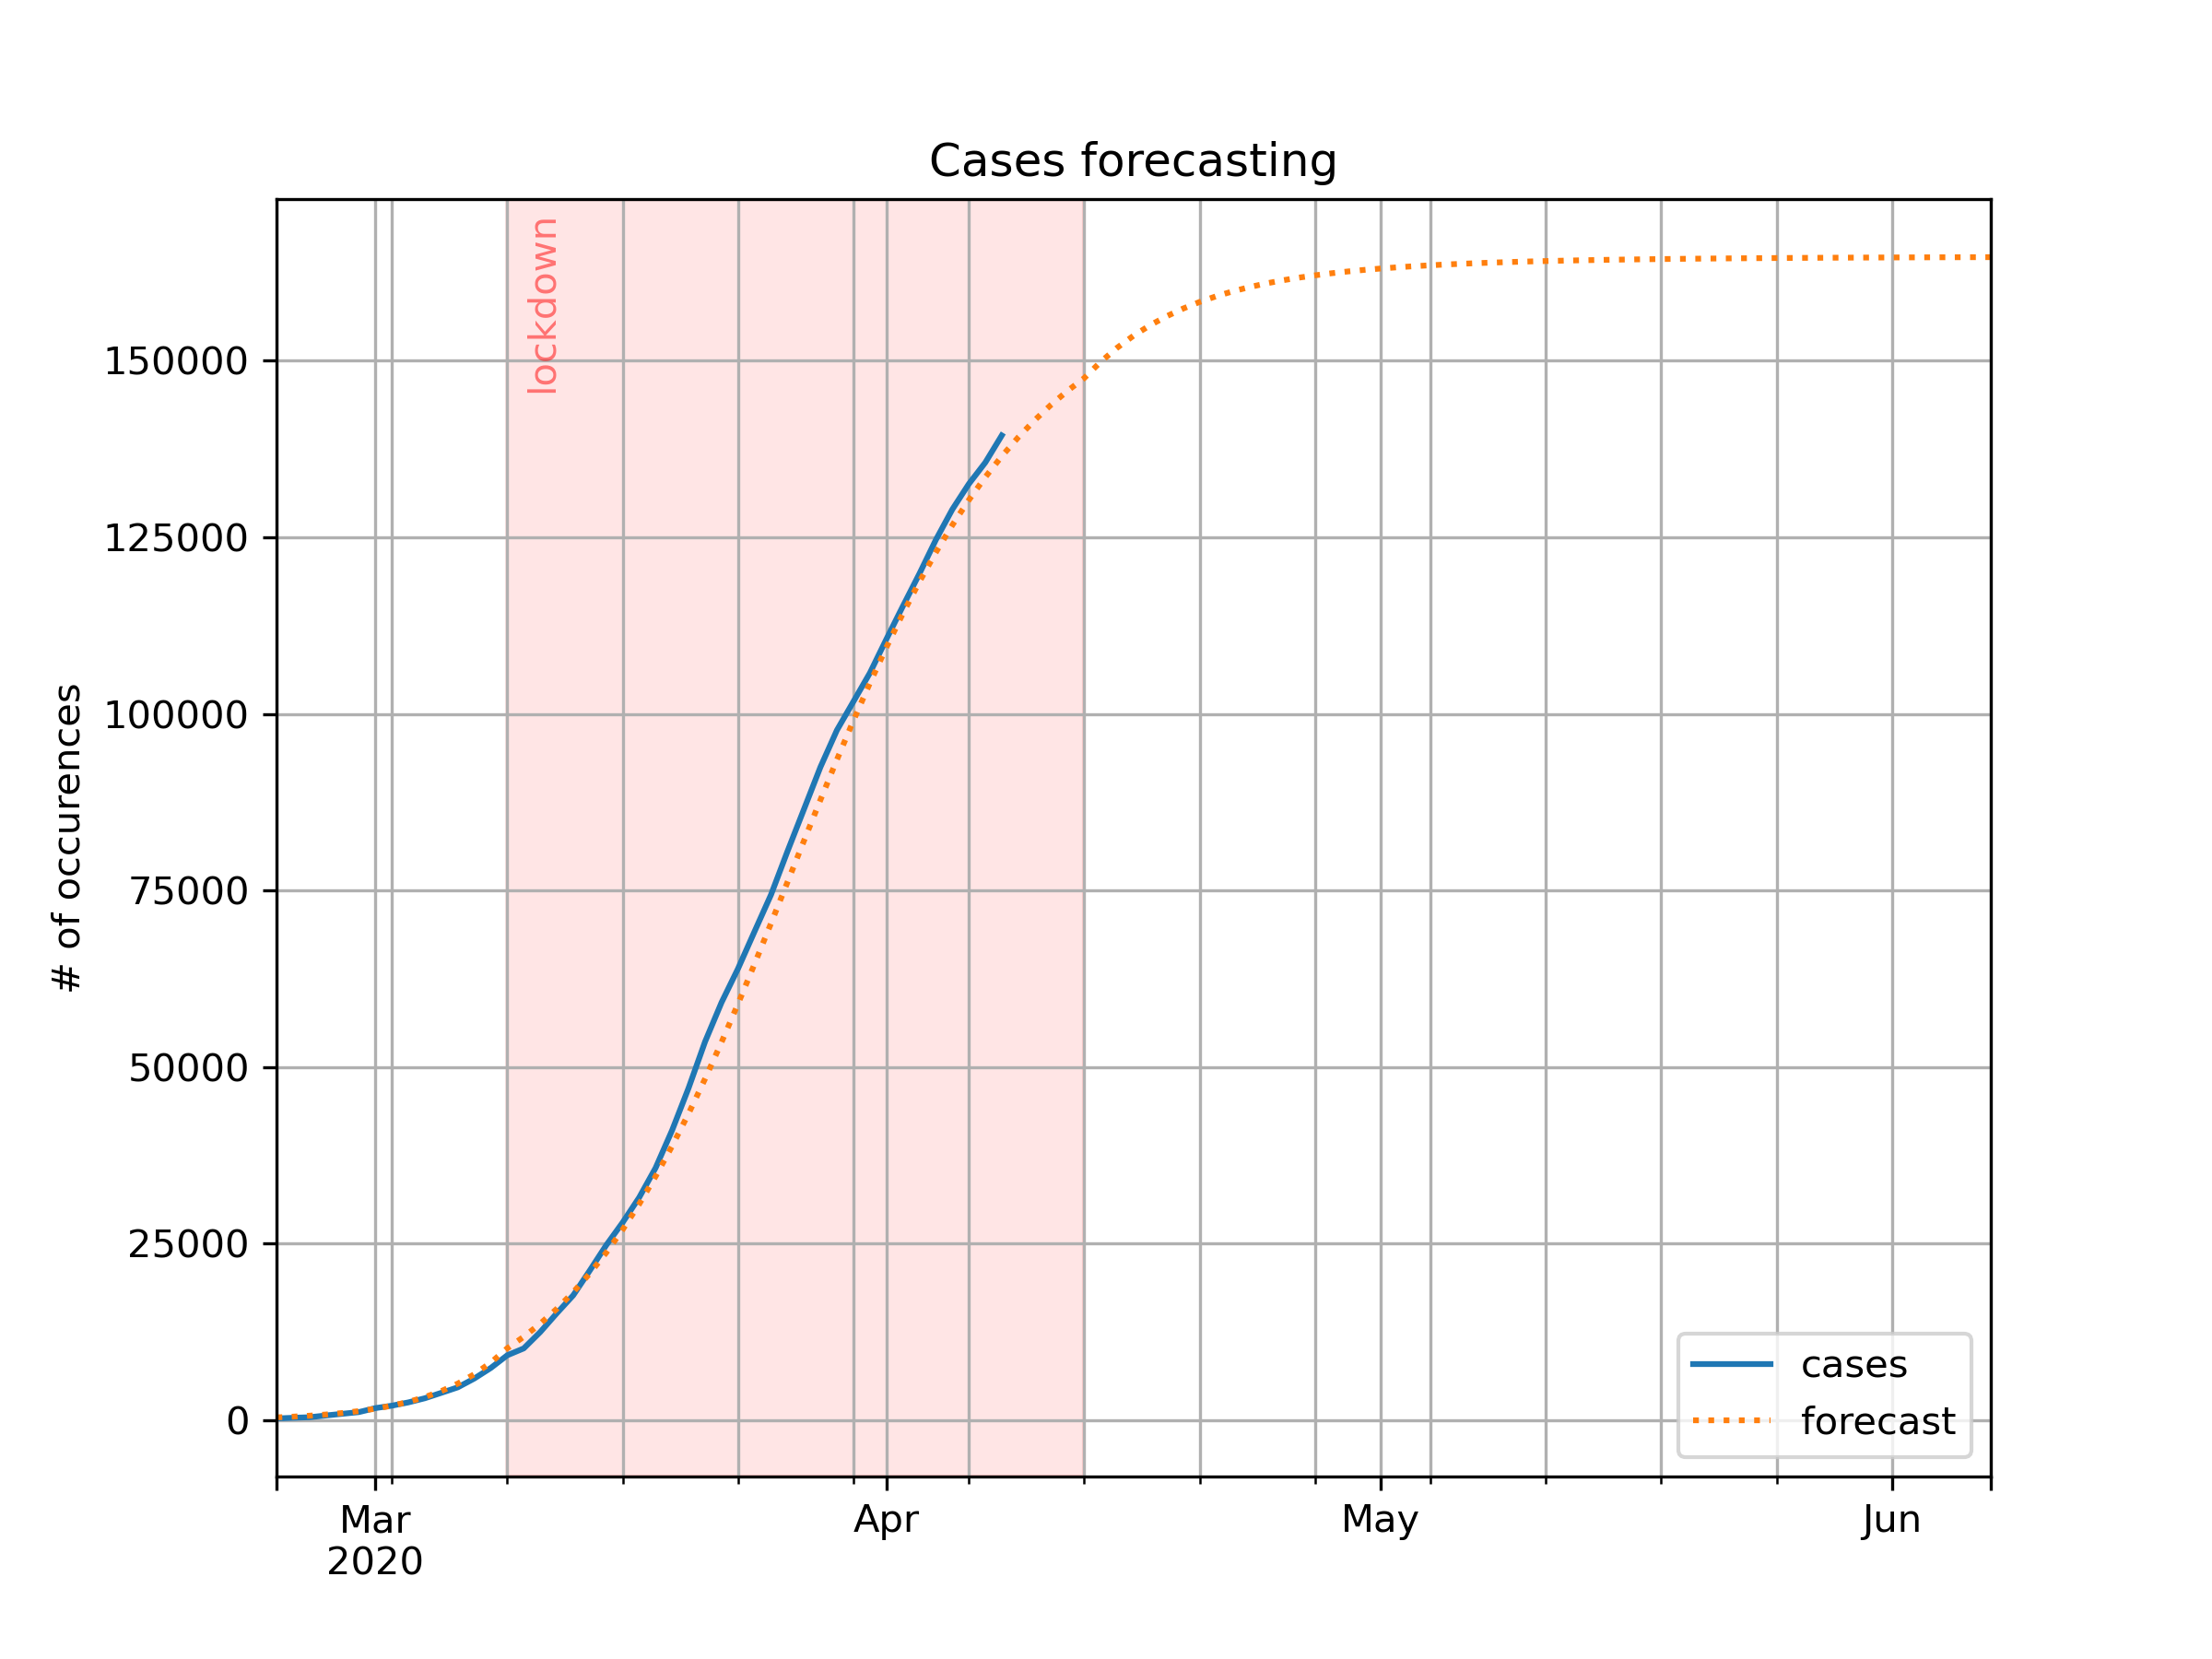 Cases forecasting
lockdown
# of occurences
150000
125000
100000
75000
50000
25000
0
Mar
2020
Apr
May
Jun
cases
forecast